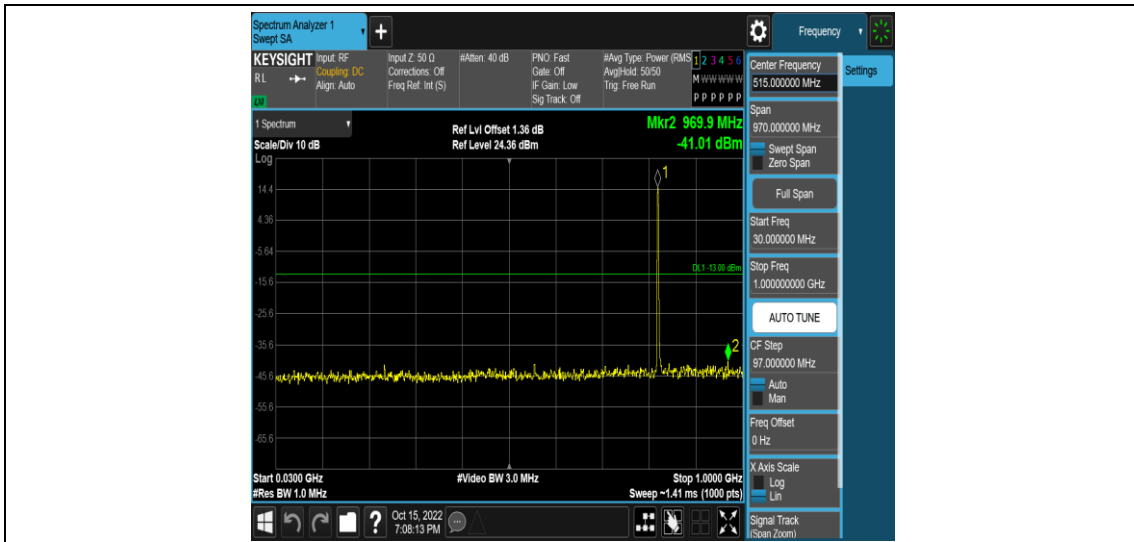 Spectrum Analyzer 1
Swept SA
+
Frequency
KEYSIGHT
RL
LXI
Input: RF
Coupling: DC
Align: Auto
Input Z: 50 Ω
Corrections: Off
Freq Ref: Int (S)
#Atten: 40 dB
PNO: Fast
Gate: Off
IF Gain: Low
Sig Track: Off
#Avg Type: Power (RMS
Avg|Hold: 50/50
Trig: Free Run
1 2 3 4 5 6
M W W W W W
P P P P P P
Center Frequency
515.000000 MHz
Settings
1 Spectrum
Scale/Div 10 dB
Ref Lvl Offset 1.36 dB
Ref Level 24.36 dBm
Mkr2 969.9 MHz
-41.01 dBm
Span
970.000000 MHz
Swept Span
Zero Span
Full Span
Start Freq
30.000000 MHz
Stop Freq
1.000000000 GHz
AUTO TUNE
CF Step
97.000000 MHz
Auto
Man
Freq Offset
0 Hz
X Axis Scale
Log
Lin
Signal Track
(Span Zoom)
Log
1
14.4
4.36
-5.64
DL1 -13.00 dBm
-15.6
-25.6
-35.6
2
-45.6
-55.6
-65.6
Start 0.0300 GHz
#Video BW 3.0 MHz
Stop 1.0000 GHz
#Res BW 1.0 MHz
Sweep ~1.41 ms (1000 pts)
?
Oct 15, 2022
7:08:13 PM